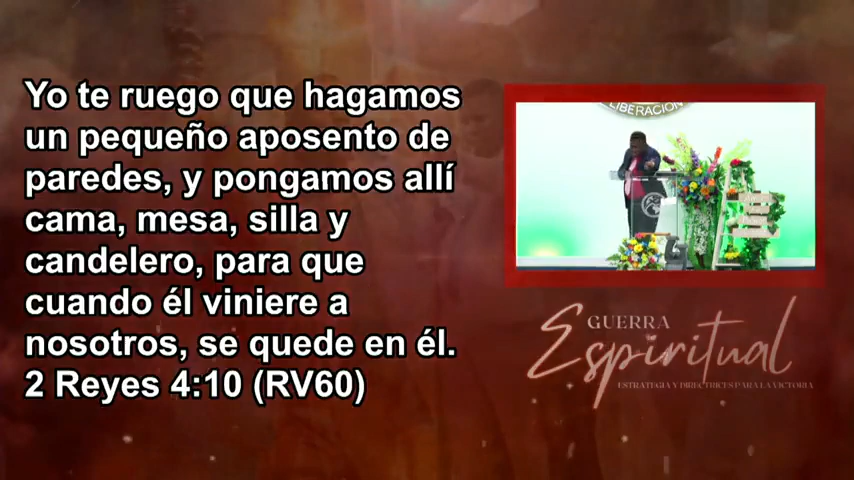 Yo te ruego que hagamos
un pequeño aposento de
paredes, y pongamos allí
cama, mesa, silla y
candelero, para que
cuando él viniere a
nosotros, se quede en él.
2 Reyes 4:10 (RV60)
LIBERACIÓN
GUERRA
Espiritual
ESTRATEGIA Y DIRECTRICES PARA LA VICTORIA